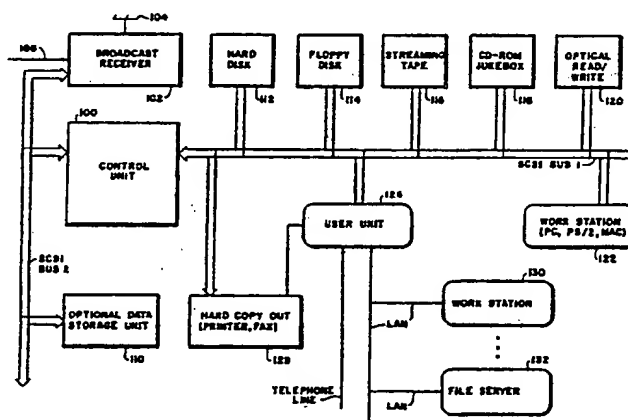 104
106
BROADCAST
RECEIVER
102
HARD
DISK
112
FLOPPY
DISK
114
STREAMING
TAPE
116
CD-ROM
JUKEBOX
118
OPTICAL
READ/
WRITE
120
100
CONTROL
UNIT
SCSI BUS 1
SCSI
BUS 2
124
USER UNIT
WORK STATION
(PC, PS/2, MAC)
122
OPTIONAL DATA
STORAGE UNIT
110
HARD COPY OUT
(PRINTER, FAX)
LAN
130
WORK STATION
TELEPHONE
LINE
LAN
132
FILE SERVER